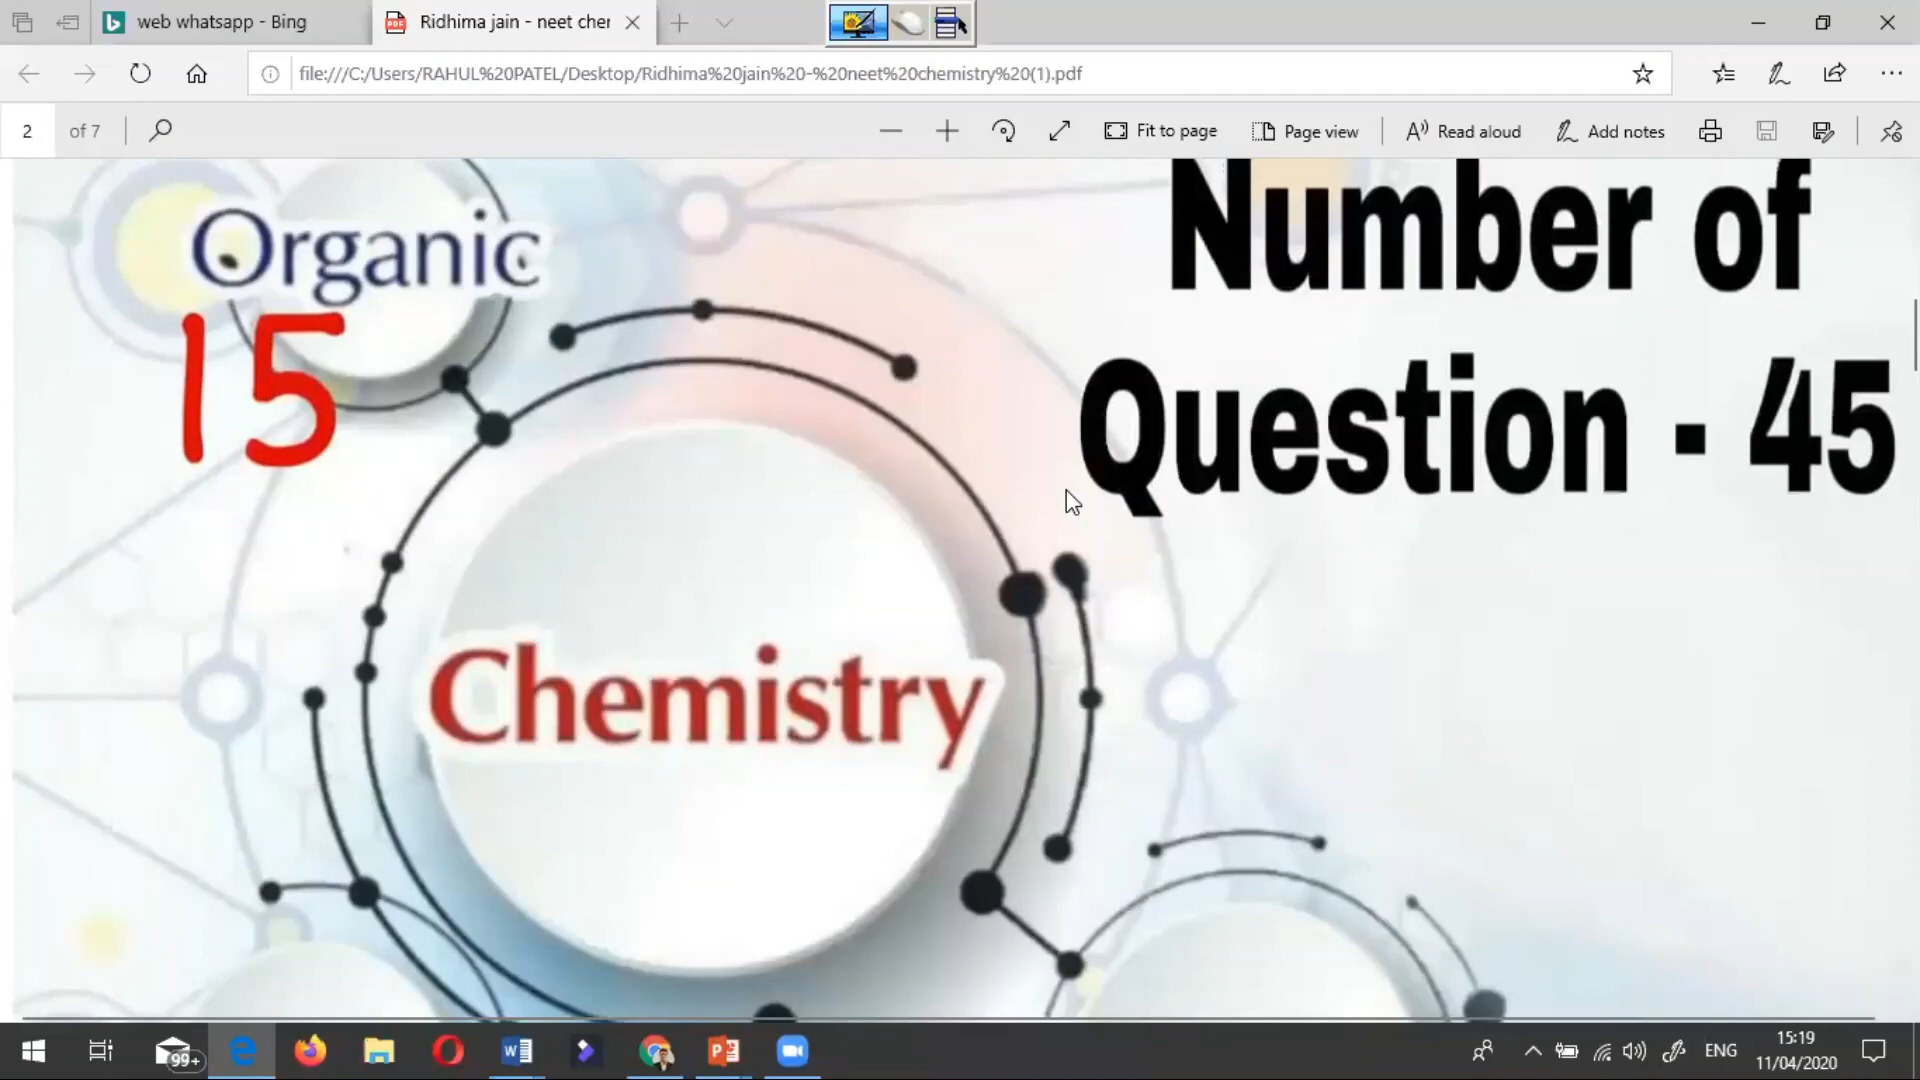 web whatsapp - Bing
Ridhima jain - neet cher
file:///C:/Users/RAHUL%20PATEL/Desktop/Ridhima%20jain%20-%20neet%20chemistry%20(1).pdf
2 of 7
Fit to page
Page view
Read aloud
Add notes
Organic
15
Number of
Question - 45
Chemistry
99+
ENG
15:19
11/04/2020